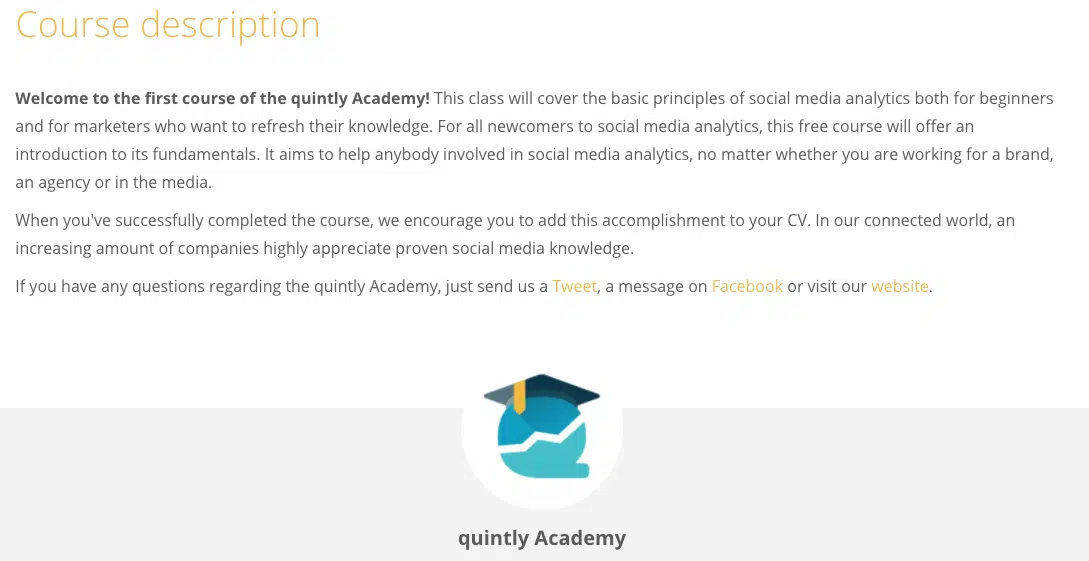 Course description
Welcome to the first course of the quintly Academy! This class will cover the basic principles of social media analytics both for beginners
and for marketers who want to refresh their knowledge. For all newcomers to social media analytics, this free course will offer an
introduction to its fundamentals. It aims to help anybody involved in social media analytics, no matter whether you are working for a brand,
an agency or in the media.
When you've successfully completed the course, we encourage you to add this accomplishment to your CV. In our connected world, an
increasing amount of companies highly appreciate proven social media knowledge.
If you have any questions regarding the quintly Academy, just send us a Tweet, a message on Facebook or visit our website.
quintly Academy